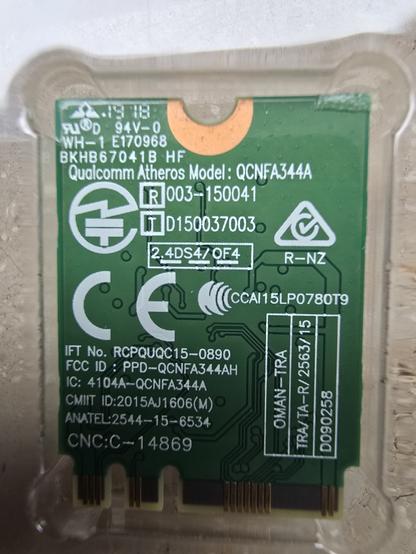 1918
D 94V-0
WH-1 E170968
BKHB67041B HF
Qualcomm Atheros Model: QCNFA344A
R 003-150041
T D150037003
2.4DS4/OF4
R-NZ
CE
CCAI15LP0780T9
IFT No. RCPQUQC15-0890
FCC ID : PPD-QCNFA344AH
IC: 4104A-QCNFA344A
CMIIT ID:2015AJ1606(M)
ANATEL:2544-15-6534
CNC:C-14869
OMAN-TRA
TRA/TA-R/2563/15
D090258